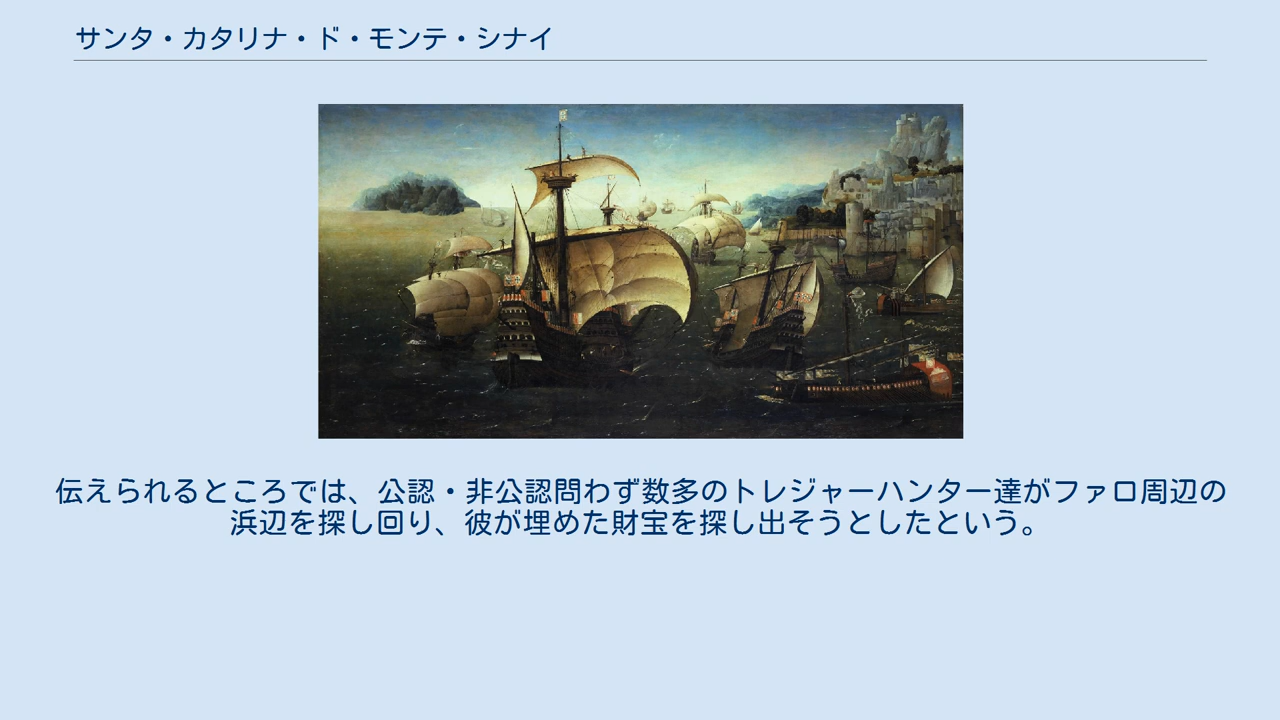 サンタ・カタリナ・ド・モンテ・シナイ
伝えられるところでは、公認・非公認問わず数多のトレジャーハンター達がファロ周辺の
浜辺を探し回り、彼が埋めた財宝を探し出そうとしたという。